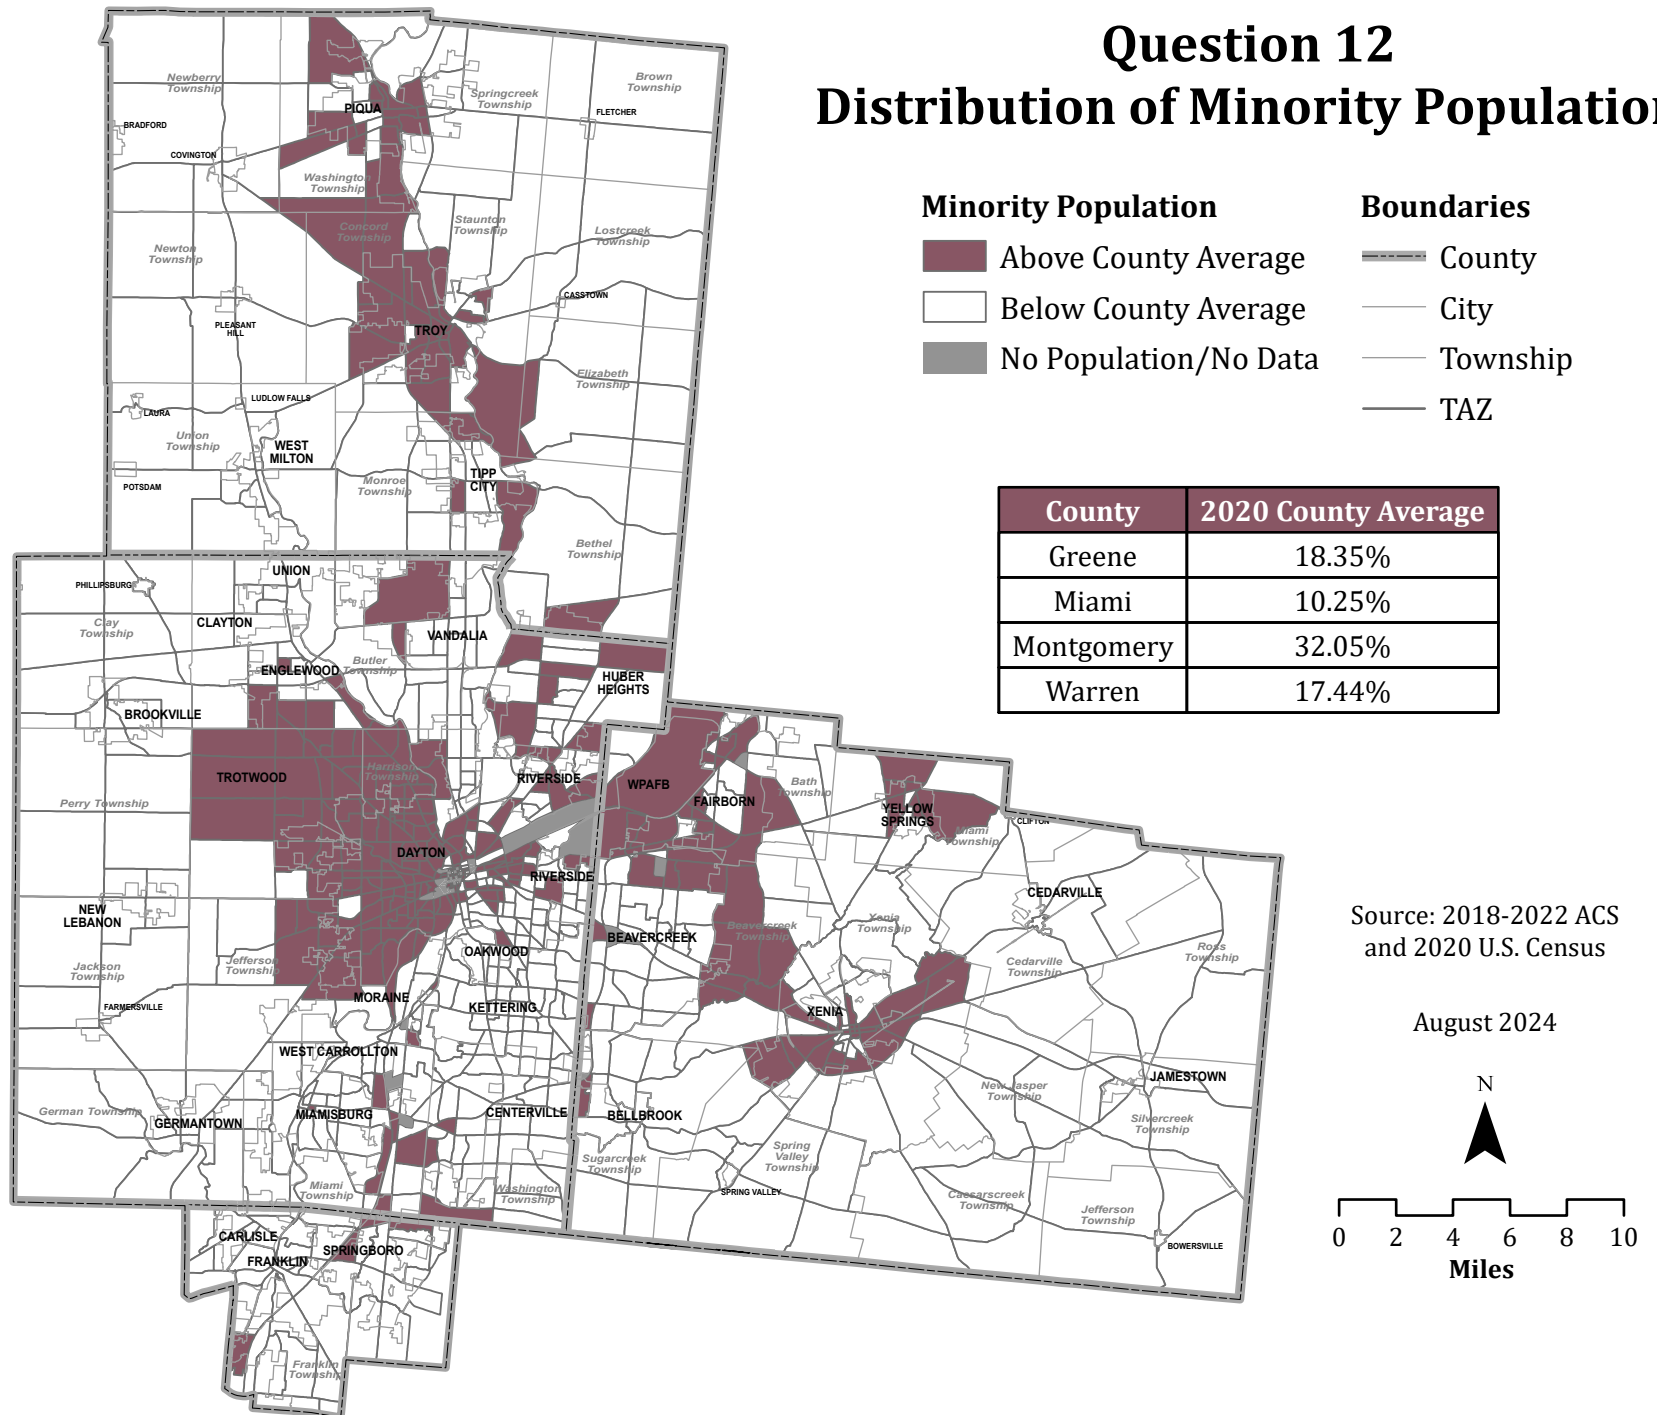 Question 12
Distribution of Minority Population
Minority Population
Above County Average
Below County Average
No Population/No Data
Boundaries
County
City
Township
TAZ
County 2020 County Average
Greene 18.35%
Miami 10.25%
Montgomery 32.05%
Warren 17.44%
Source: 2018-2022 ACS
and 2020 U.S. Census
August 2024
N
0 2 4 6 8 10
Miles
Newberry
Township
PIQUA
Springcreek
Township
Brown
Township
FLETCHER
BRADFORD
COVINGTON
Washington
Township
Concord
Township
Staunton
Township
Lostcreek
Township
Newton
Township
CASSTOWN
PLEASANT
HILL
TROY
Elizabeth
Township
LUDLOW FALLS
LAURA
Union
Township
WEST
MILTON
POTSDAM
Monroe
Township
TIPP
CITY
Bethel
Township
UNION
PHILLIPSBURG
Clay
Township
CLAYTON
VANDALIA
ENGLEWOOD
Butler
Township
HUBER
HEIGHTS
BROOKVILLE
TROTWOOD
Harrison
Township
RIVERSIDE
WPAFB
FAIRBORN
Bath
Township
YELLOW
SPRINGS
CLIFTON
Miami
Township
Perry Township
DAYTON
RIVERSIDE
CEDARVILLE
NEW
LEBANON
BEAVERCREEK
Beavercreek
Township
Xenia
Township
Ross
Township
OAKWOOD
Jefferson
Township
Jackson
Township
Cedarville
Township
FARMERSVILLE
MORAINE
KETTERING
XENIA
WEST CARROLLTON
New Jasper
Township
JAMESTOWN
German Township
GERMANTOWN
MIAMISBURG
CENTERVILLE
BELLBROOK
Silvercreek
Township
Sugarcreek
Township
Spring
Valley
Township
SPRING VALLEY
Miami
Township
Washington
Township
Caesarscreek
Township
Jefferson
Township
BOWERSVILLE
CARLISLE
FRANKLIN
SPRINGBORO
Franklin
Township